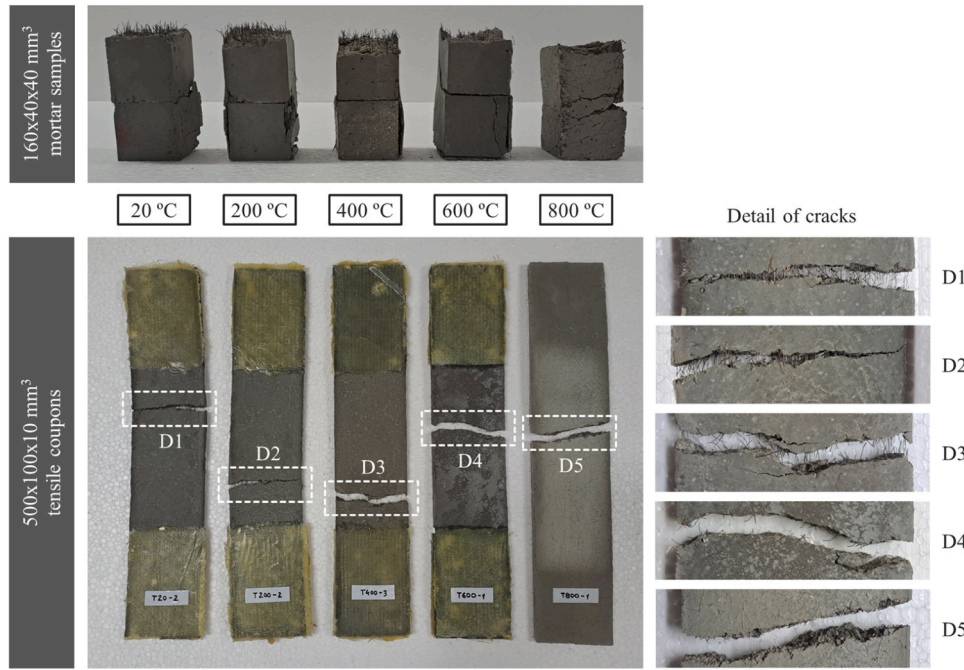 160x40x40 mm³
mortar samples
20 ºC
200 ºC
400 ºC
600 ºC
800 ºC
Detail of cracks
500x100x10 mm³
tensile coupons
D1
D2
D3
D4
D5
T20-2
T200-2
T400-3
T600-1
T800-1
D1
D2
D3
D4
D5